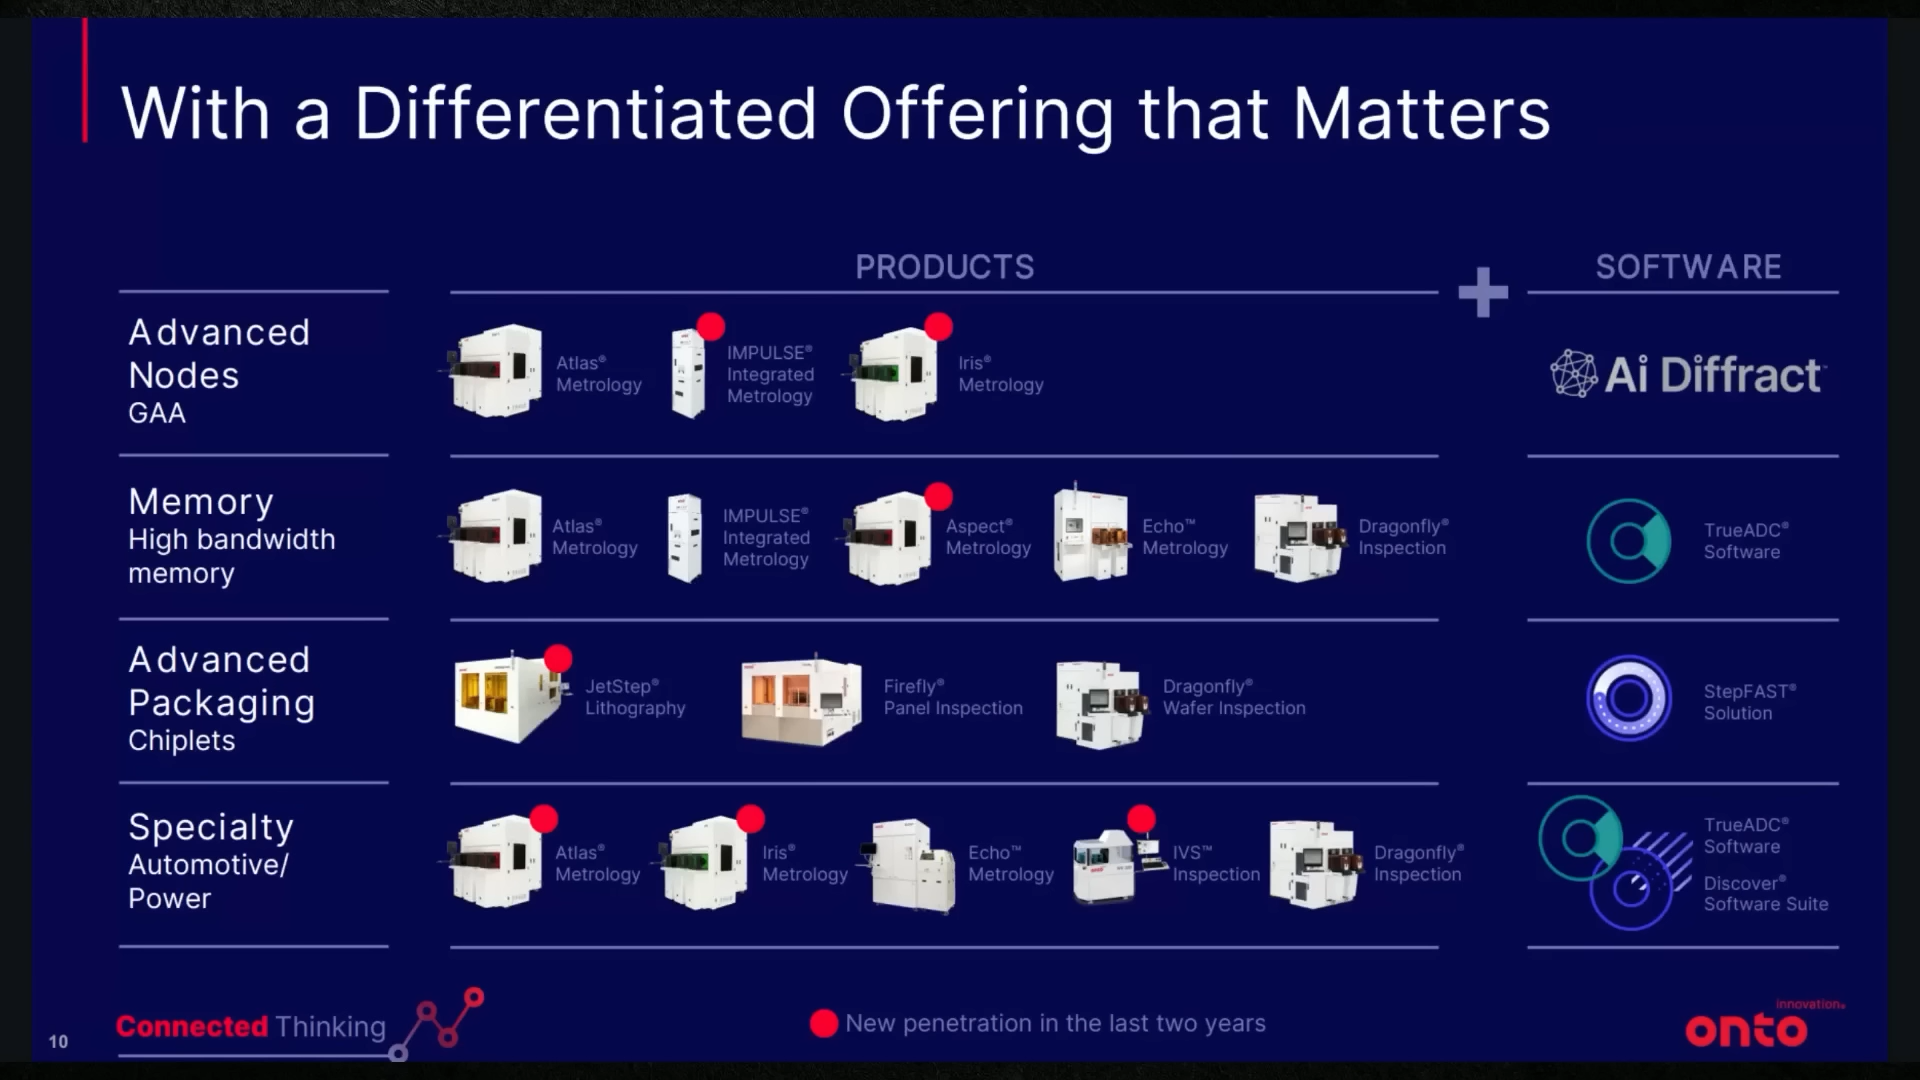 With a Differentiated Offering that Matters
PRODUCTS
SOFTWARE
Advanced
Nodes
GAA
Atlas®
Metrology
IMPULSE®
Integrated
Metrology
Iris®
Metrology
Ai Diffract™
Memory
High bandwidth
memory
Atlas®
Metrology
IMPULSE®
Integrated
Metrology
Aspect®
Metrology
Echo™
Metrology
Dragonfly®
Inspection
TrueADC®
Software
Advanced
Packaging
Chiplets
JetStep®
Lithography
Firefly®
Panel Inspection
Dragonfly®
Wafer Inspection
StepFAST®
Solution
Specialty
Automotive/
Power
Atlas®
Metrology
Iris®
Metrology
Echo™
Metrology
IVS™
Inspection
Dragonfly®
Inspection
TrueADC®
Software
Discover®
Software Suite
10
Connected Thinking
New penetration in the last two years
innovation
onto